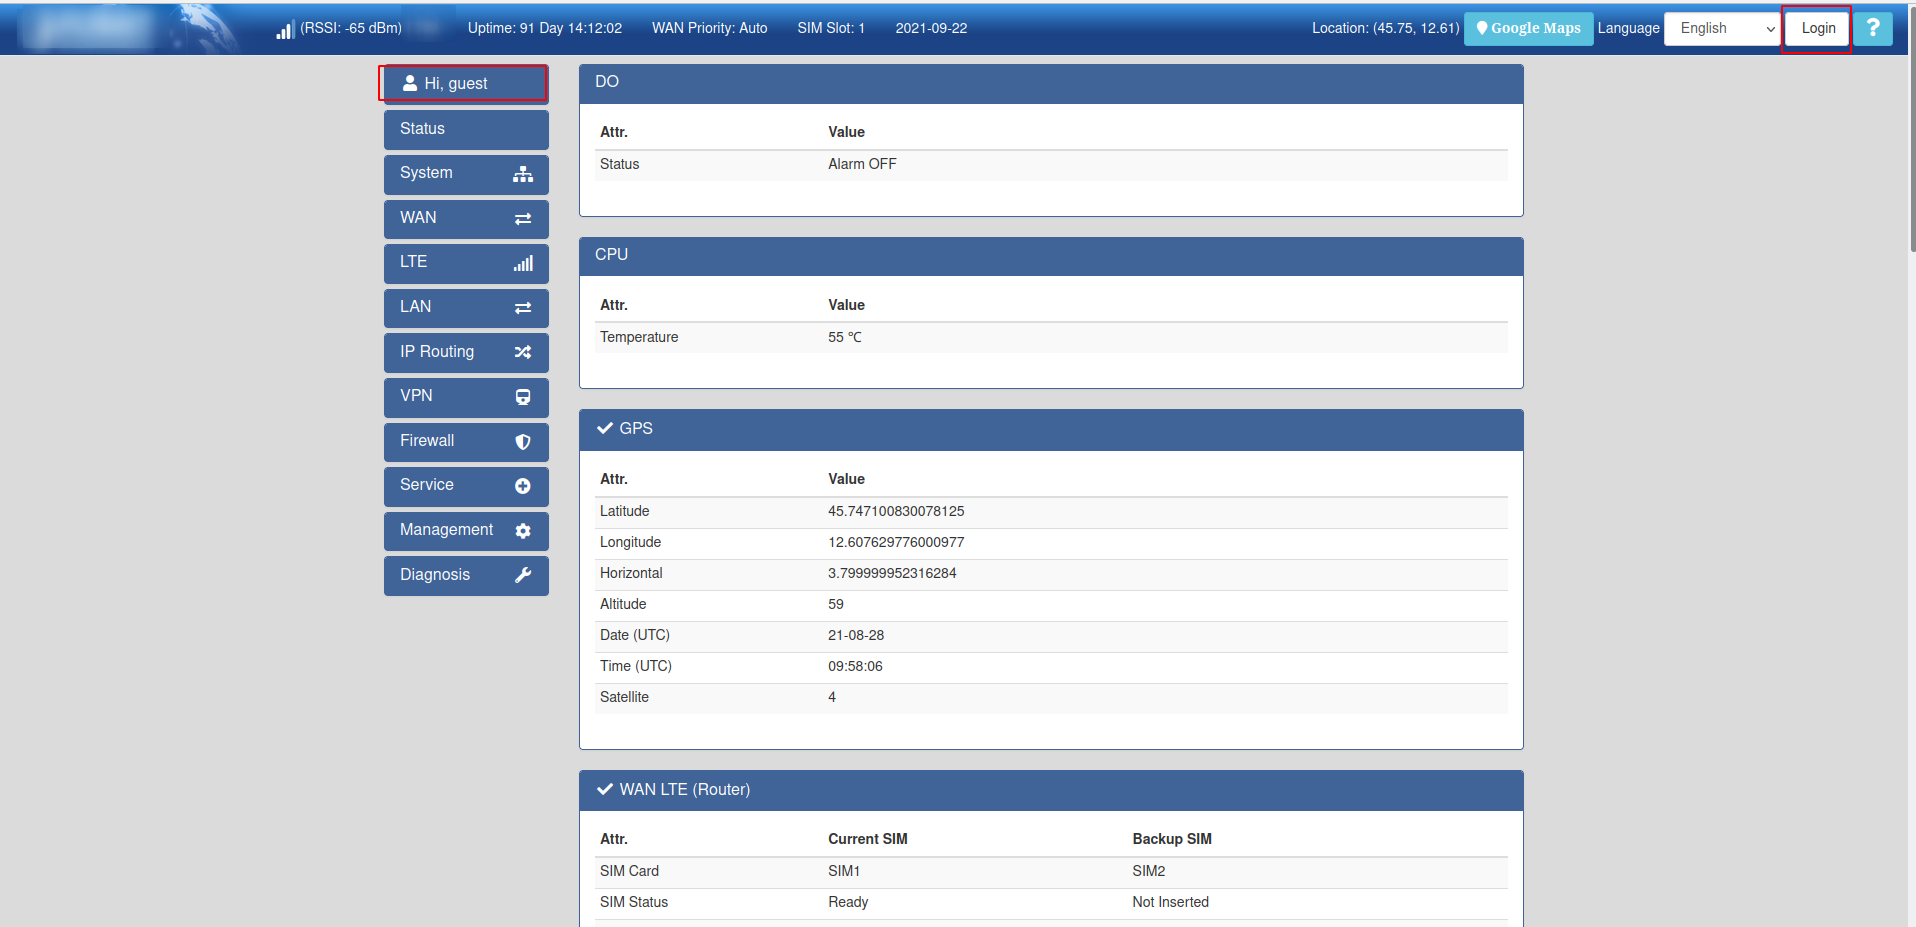 (RSSI: -65 dBm) Uptime: 91 Day 14:12:02 WAN Priority: Auto SIM Slot: 1 2021-09-22 Location: (45.75, 12.61) Google Maps Language English Login ?
Hi, guest
Status
System
WAN
LTE
LAN
IP Routing
VPN
Firewall
Service
Management
Diagnosis
DO
Attr. Value
Status Alarm OFF
CPU
Attr. Value
Temperature 55 ℃
GPS
Attr. Value
Latitude 45.747100830078125
Longitude 12.607629776000977
Horizontal 3.799999952316284
Altitude 59
Date (UTC) 21-08-28
Time (UTC) 09:58:06
Satellite 4
WAN LTE (Router)
Attr. Current SIM Backup SIM
SIM Card SIM1 SIM2
SIM Status Ready Not Inserted